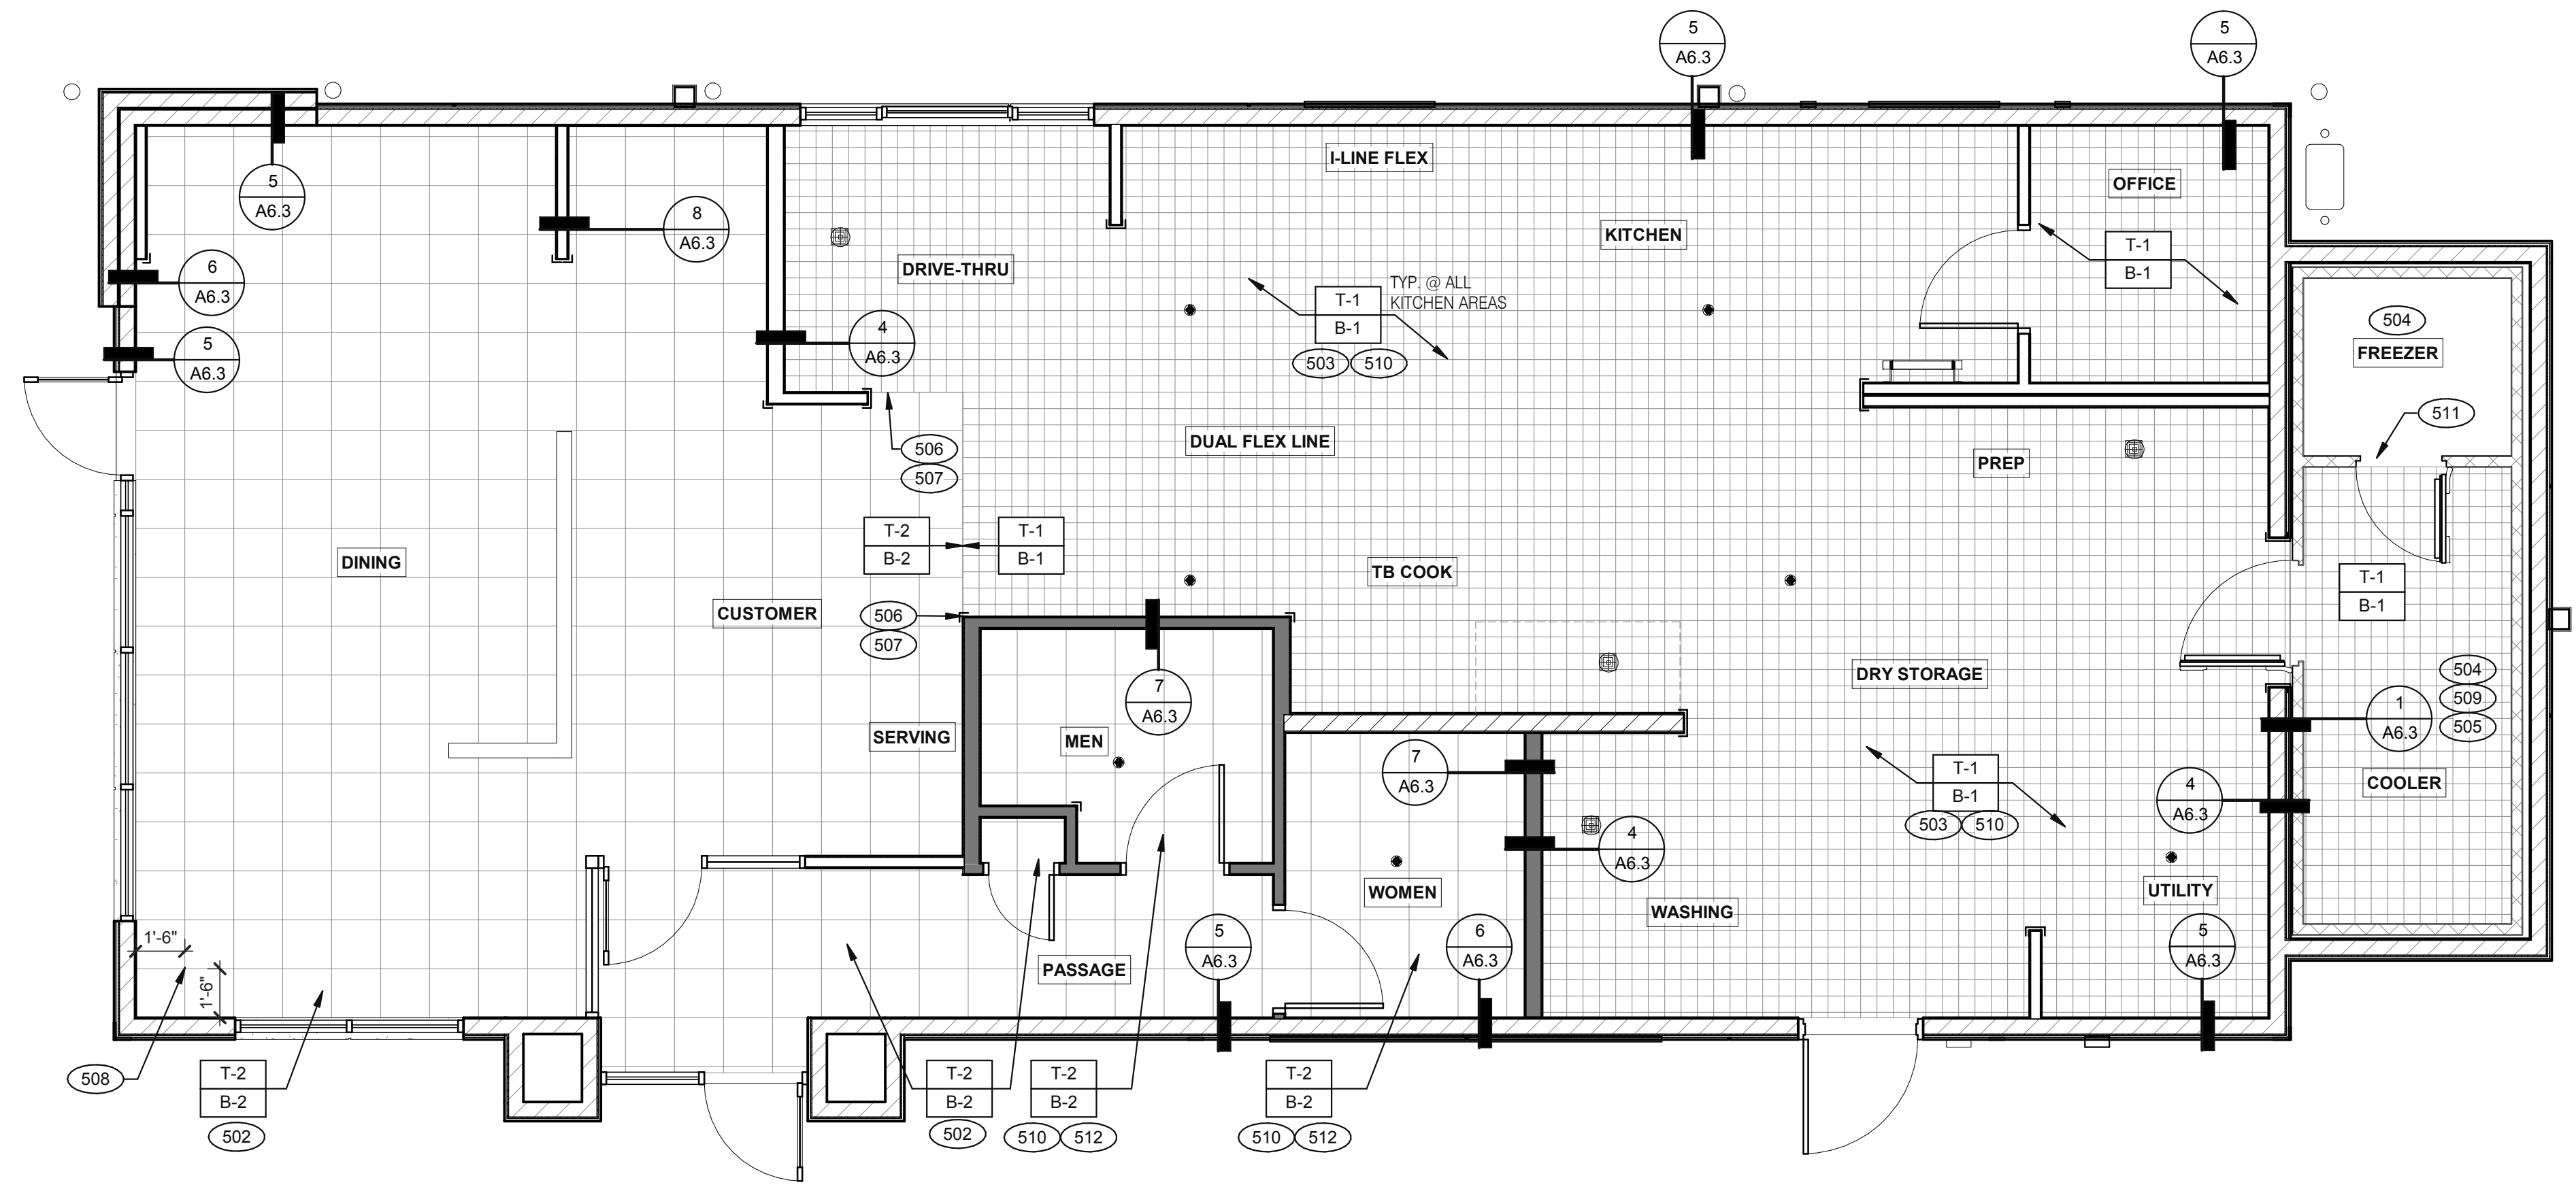 5
A6.3
5
A6.3
I-LINE FLEX
OFFICE
5
A6.3
8
A6.3
KITCHEN
T-1
B-1
6
A6.3
DRIVE-THRU
TYP. @ ALL
KITCHEN AREAS
T-1
B-1
504
FREEZER
5
A6.3
4
A6.3
503
510
511
506
507
DUAL FLEX LINE
PREP
T-2
B-2
T-1
B-1
DINING
TB COOK
T-1
B-1
CUSTOMER
506
507
7
A6.3
DRY STORAGE
504
509
505
1
A6.3
SERVING
MEN
7
A6.3
T-1
B-1
503
510
4
A6.3
COOLER
4
A6.3
WOMEN
UTILITY
WASHING
1'-6"
1'-6"
PASSAGE
5
A6.3
6
A6.3
5
A6.3
508
T-2
B-2
502
T-2
B-2
502
T-2
B-2
510
512
T-2
B-2
510
512